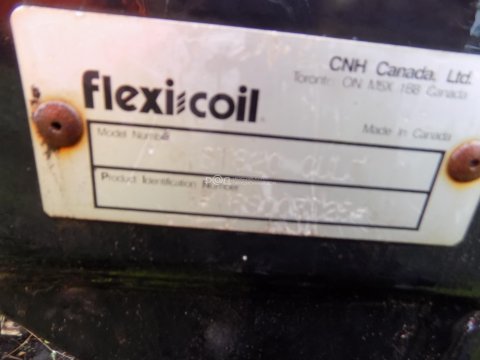 CNH Canada, Ltd.
Toronto ON M5X 1B8 Canada
flexi-coil
Made in Canada
Model Number
Product Identification Number